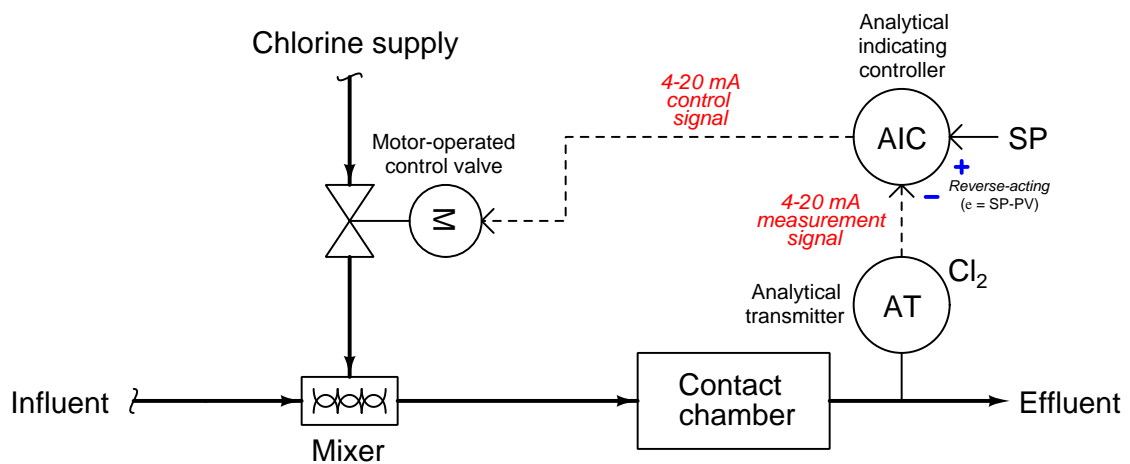 Chlorine supply
Analytical
indicating
controller
4-20 mA
control
signal
Motor-operated
control valve
AIC
SP
+
Reverse-acting
(e = SP-PV)
−
M
4-20 mA
measurement
signal
Cl₂
Analytical
transmitter
AT
Influent
Mixer
Contact
chamber
Effluent